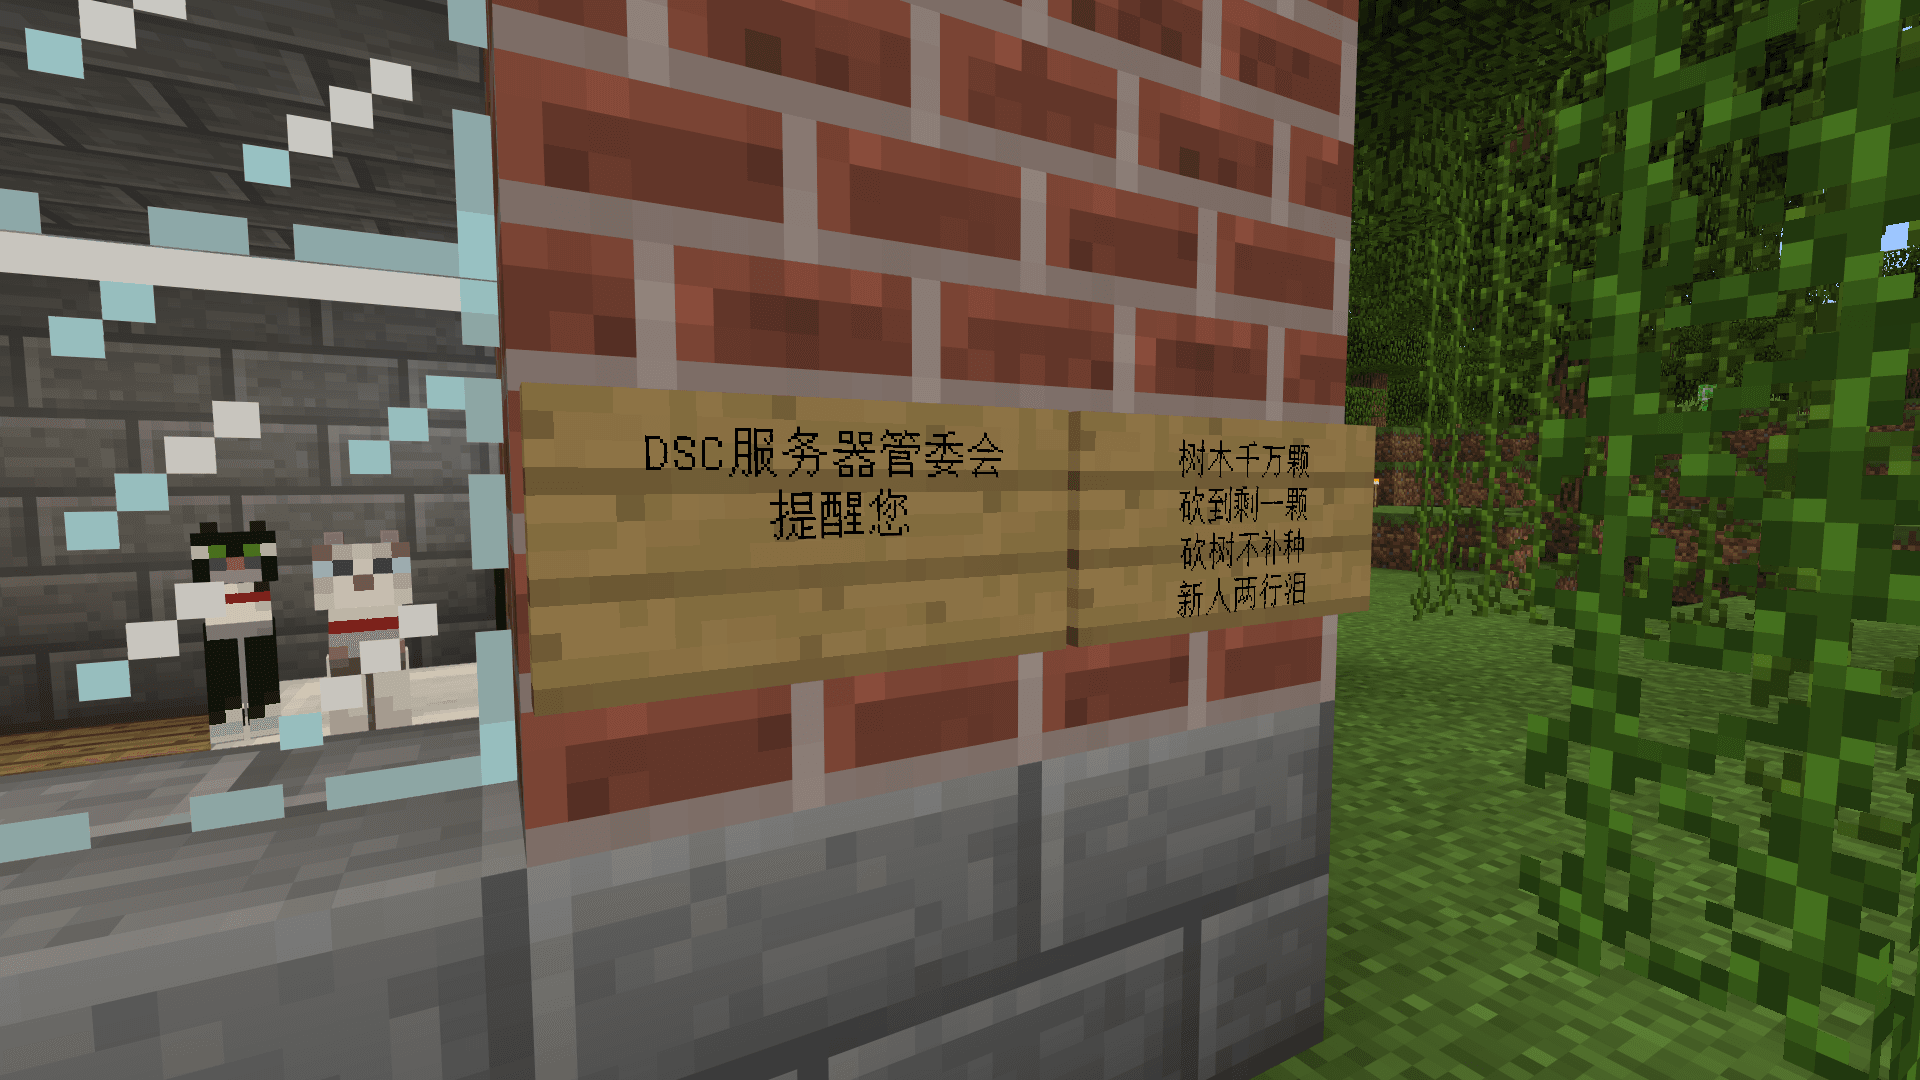 DSC服务器管委会
提醒您
树木千万颗
砍到剩一颗
砍树不补种
新人两行泪